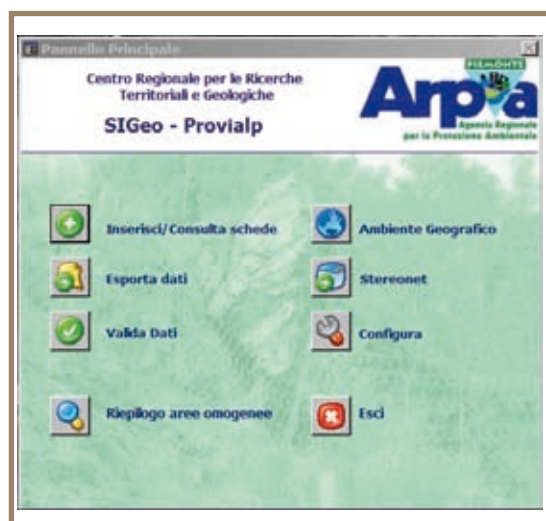 Pannello Principale
Centro Regionale per le Ricerche
Territoriali e Geologiche
SIGeo - Provialp
PIEMONTE
Arpa
Agenzia Regionale
per la Protezione Ambientale
Inserisci/Consulta schede
Ambiente Geografico
Esporta dati
Stereonet
Valida Dati
Configura
Riepilogo aree omogenee
Esci